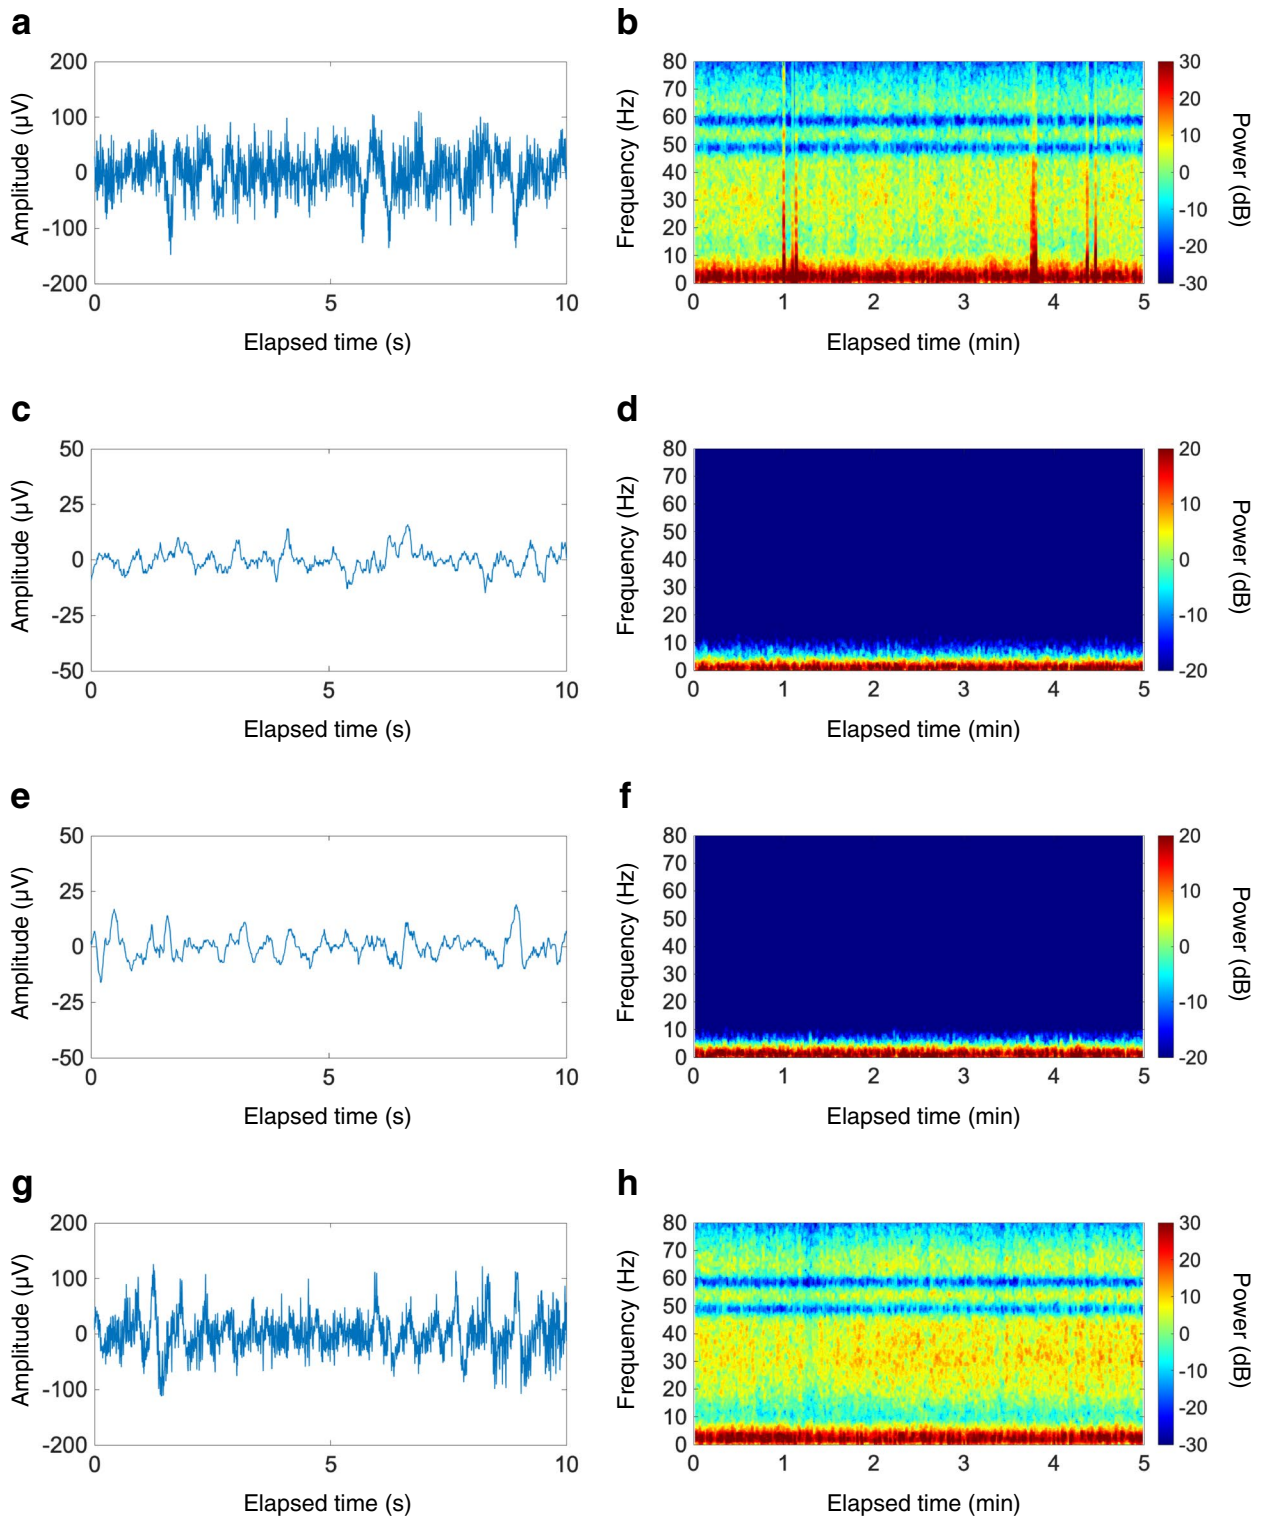 a
200
100
0
-100
-200
Amplitude (µV)
0 5 10
Elapsed time (s)
b
80
70
60
50
40
30
20
10
0
Frequency (Hz)
0 1 2 3 4 5
Elapsed time (min)
30
20
10
0
-10
-20
-30
Power (dB)
c
50
25
0
-25
-50
Amplitude (µV)
0 5 10
Elapsed time (s)
d
80
70
60
50
40
30
20
10
0
Frequency (Hz)
0 1 2 3 4 5
Elapsed time (min)
20
10
0
-10
-20
Power (dB)
e
50
25
0
-25
-50
Amplitude (µV)
0 5 10
Elapsed time (s)
f
80
70
60
50
40
30
20
10
0
Frequency (Hz)
0 1 2 3 4 5
Elapsed time (min)
20
10
0
-10
-20
Power (dB)
g
200
100
0
-100
-200
Amplitude (µV)
0 5 10
Elapsed time (s)
h
80
70
60
50
40
30
20
10
0
Frequency (Hz)
0 1 2 3 4 5
Elapsed time (min)
30
20
10
0
-10
-20
-30
Power (dB)